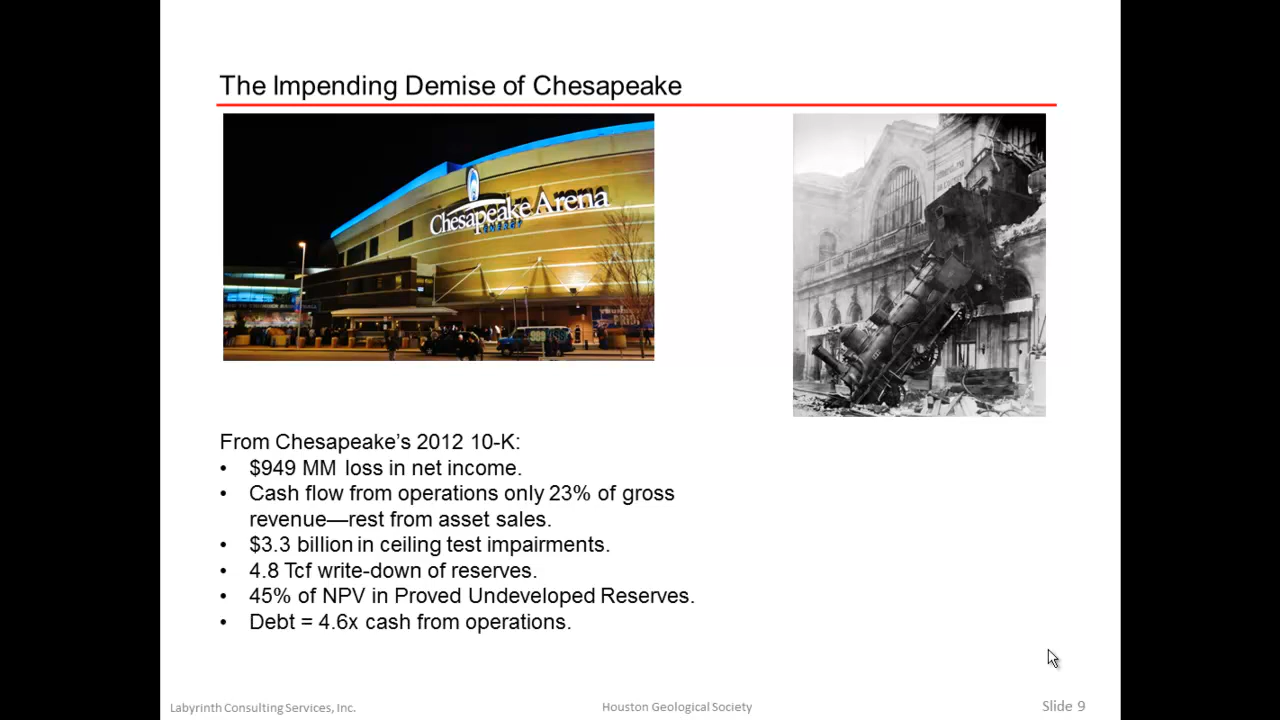 The Impending Demise of Chesapeake
Chesapeake Arena
ENERGY
From Chesapeake's 2012 10-K:
• $949 MM loss in net income.
• Cash flow from operations only 23% of gross
revenue—rest from asset sales.
• $3.3 billion in ceiling test impairments.
• 4.8 Tcf write-down of reserves.
• 45% of NPV in Proved Undeveloped Reserves.
• Debt = 4.6x cash from operations.
Labyrinth Consulting Services, Inc.
Houston Geological Society
Slide 9